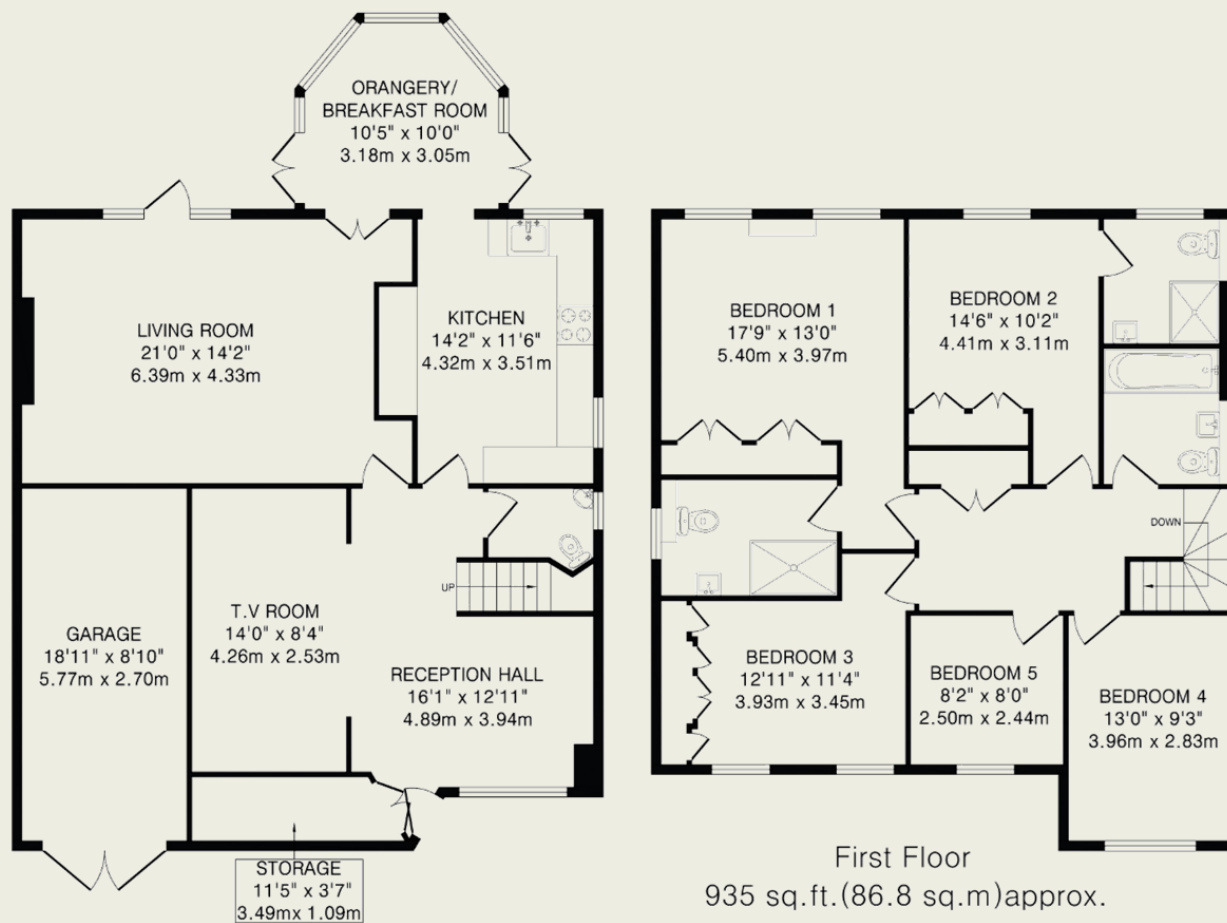 ORANGERY/
BREAKFAST ROOM
10'5" x 10'0"
3.18m x 3.05m
LIVING ROOM
21'0" x 14'2"
6.39m x 4.33m
KITCHEN
14'2" x 11'6"
4.32m x 3.51m
UP
T.V ROOM
14'0" x 8'4"
4.26m x 2.53m
GARAGE
18'11" x 8'10"
5.77m x 2.70m
RECEPTION HALL
16'1" x 12'11"
4.89m x 3.94m
STORAGE
11'5" x 3'7"
3.49mx 1.09m
BEDROOM 1
17'9" x 13'0"
5.40m x 3.97m
BEDROOM 2
14'6" x 10'2"
4.41m x 3.11m
DOWN
BEDROOM 3
12'11" x 11'4"
3.93m x 3.45m
BEDROOM 5
8'2" x 8'0"
2.50m x 2.44m
BEDROOM 4
13'0" x 9'3"
3.96m x 2.83m
First Floor
935 sq.ft.(86.8 sq.m)approx.